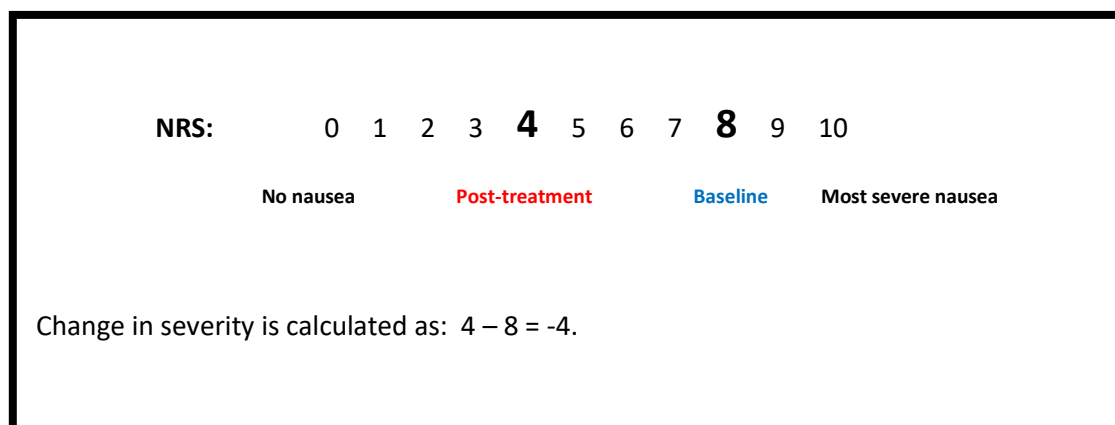 NRS: 0 1 2 3 4 5 6 7 8 9 10
No nausea Post-treatment Baseline Most severe nausea
Change in severity is calculated as: 4 – 8 = -4.